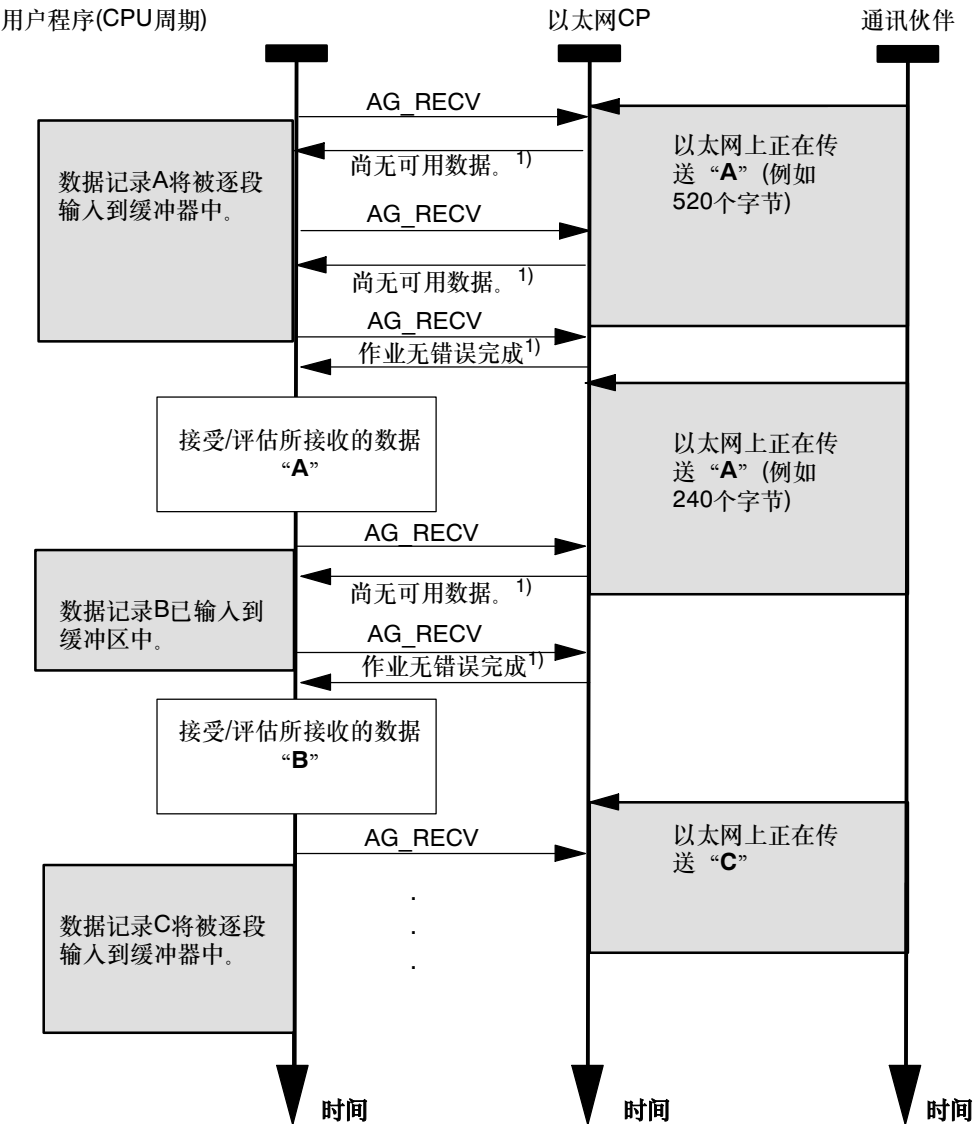 用户程序(CPU周期)
以太网CP
通讯伙伴
AG_RECV
尚无可用数据。1)
以太网上正在传
送“A”(例如
520个字节)
数据记录A将被逐段
输入到缓冲器中。
AG_RECV
尚无可用数据。1)
AG_RECV
作业无错误完成1)
接受/评估所接收的数据
“A”
以太网上正在传
送“A”(例如
240个字节)
AG_RECV
尚无可用数据。1)
数据记录B已输入到
缓冲区中。
AG_RECV
作业无错误完成1)
接受/评估所接收的数据
“B”
AG_RECV
以太网上正在传
送“C”
数据记录C将被逐段
输入到缓冲器中。
.
.
.
时间
时间
时间